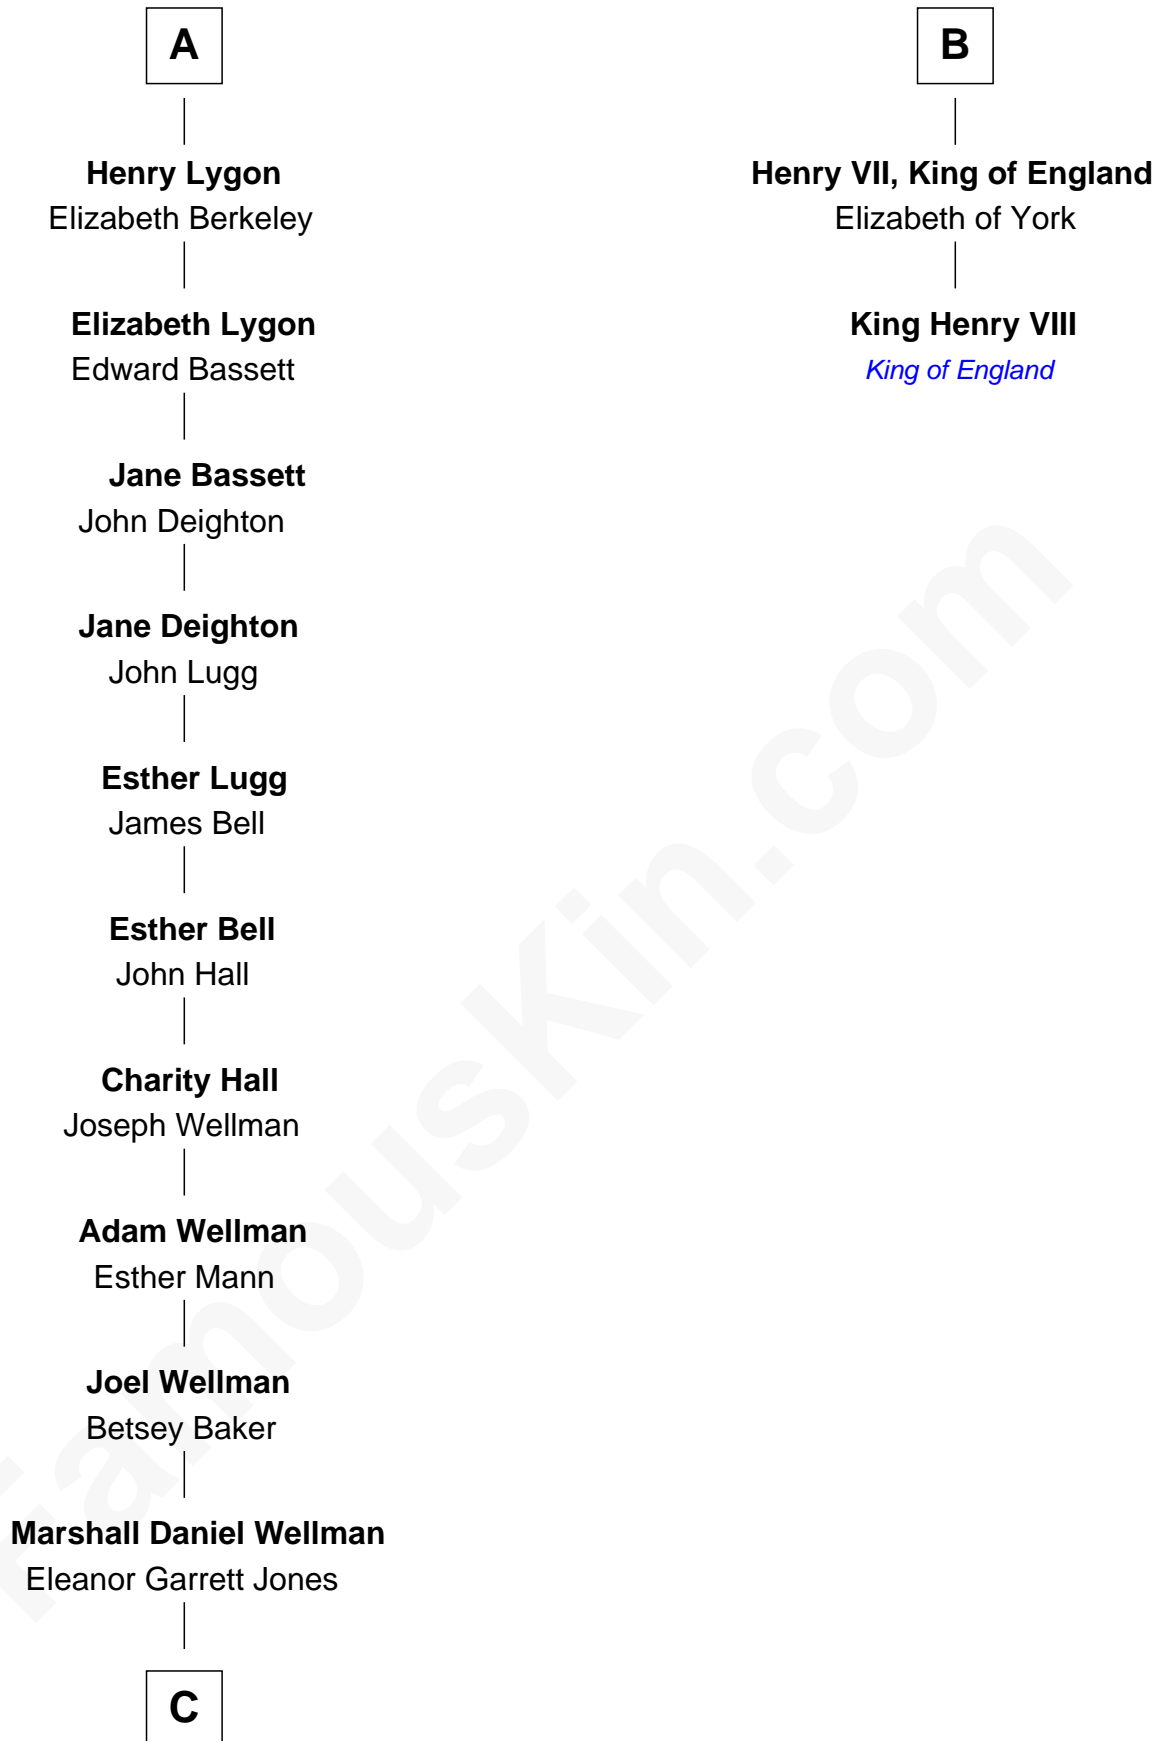 A
Henry Lygon
Elizabeth Berkeley
Elizabeth Lygon
Edward Bassett
Jane Bassett
John Deighton
Jane Deighton
John Lugg
Esther Lugg
James Bell
Esther Bell
John Hall
Charity Hall
Joseph Wellman
Adam Wellman
Esther Mann
Joel Wellman
Betsey Baker
Marshall Daniel Wellman
Eleanor Garrett Jones
C
B
Henry VII, King of England
Elizabeth of York
King Henry VIII
King of England
FamousKin.com